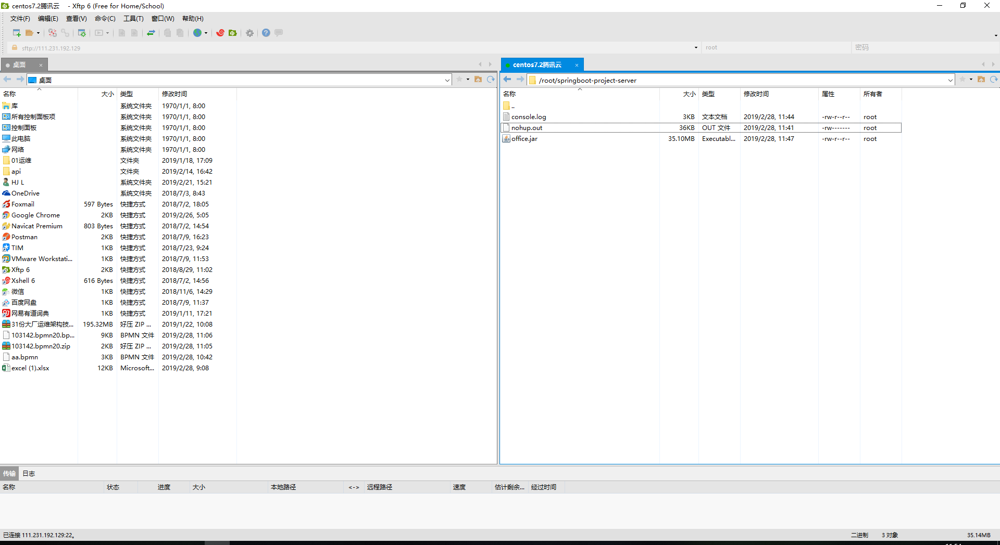 centos7.2腾讯云 - Xftp 6 (Free for Home/School)
文件(F) 编辑(E) 查看(V) 命令(C) 工具(T) 窗口(W) 帮助(H)
sftp://111.231.192.129 root 密码
桌面 × centos7.2腾讯云 ×
桌面 /root/springboot-project-server
名称 大小 类型 修改时间
库 系统文件夹 1970/1/1, 8:00
所有控制面板项 系统文件夹 1970/1/1, 8:00
控制面板 系统文件夹 1970/1/1, 8:00
此电脑 系统文件夹 1970/1/1, 8:00
网络 系统文件夹 1970/1/1, 8:00
01运维 文件夹 2019/1/18, 17:09
api 文件夹 2019/2/14, 16:42
HJ L 系统文件夹 2019/2/21, 15:21
OneDrive 系统文件夹 2018/7/3, 8:43
Foxmail 597 Bytes 快捷方式 2018/7/2, 18:05
Google Chrome 2KB 快捷方式 2019/2/26, 5:05
Navicat Premium 803 Bytes 快捷方式 2018/7/2, 14:54
Postman 2KB 快捷方式 2018/7/9, 16:23
TIM 1KB 快捷方式 2018/7/23, 9:24
VMware Workstati... 1KB 快捷方式 2018/7/9, 11:53
Xftp 6 2KB 快捷方式 2018/8/29, 11:02
Xshell 6 616 Bytes 快捷方式 2018/7/2, 14:56
微信 1KB 快捷方式 2018/11/6, 14:29
百度网盘 1KB 快捷方式 2018/7/9, 11:37
网易有道词典 1KB 快捷方式 2019/1/11, 17:21
31份大厂运维架构技... 195.32MB 好压 ZIP ... 2019/1/22, 10:08
103142.bpmn20.bp... 9KB BPMN 文件 2019/2/28, 11:06
103142.bpmn20.zip 2KB 好压 ZIP ... 2019/2/28, 11:05
aa.bpmn 3KB BPMN 文件 2019/2/28, 10:42
excel (1).xlsx 12KB Microsoft... 2019/2/28, 9:08
名称 大小 类型 修改时间 属性 所有者
..
console.log 3KB 文本文档 2019/2/28, 11:44 -rw-r--r-- root
nohup.out 36KB OUT 文件 2019/2/28, 11:41 -rw------- root
office.jar 35.10MB Executabl... 2019/2/28, 11:47 -rw-r--r-- root
传输 日志
名称 状态 进度 大小 本地路径 <-> 远程路径 速度 估计剩余... 经过时间
已连接 111.231.192.129:22。 二进制 3 对象 35.14MB